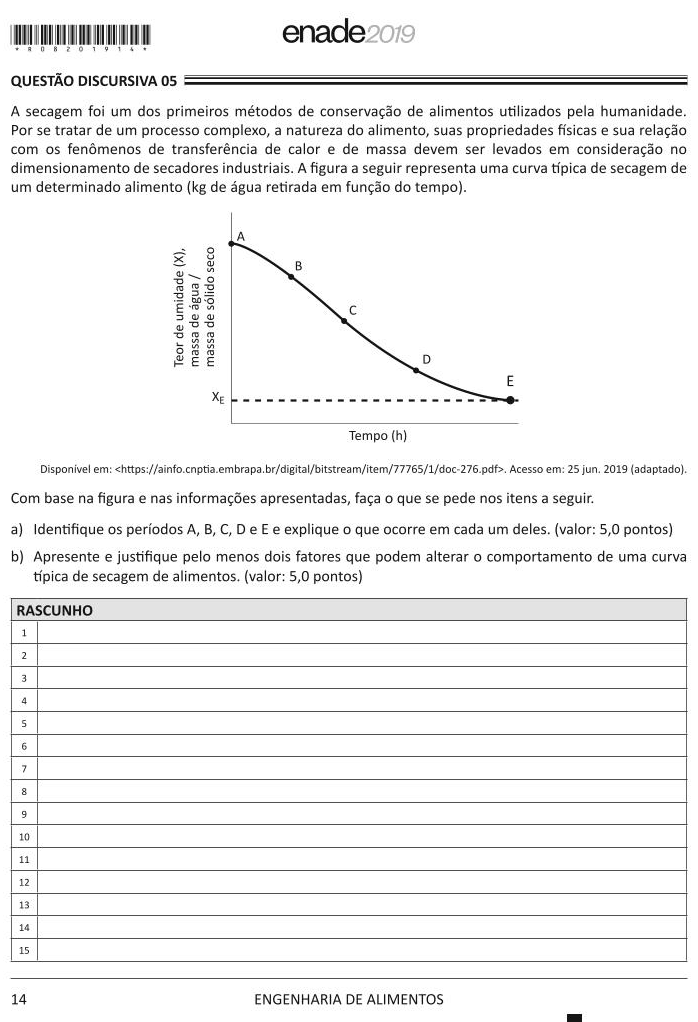 enade2019
*R0820191 4*
QUESTÃO DISCURSIVA 05
A secagem foi um dos primeiros métodos de conservação de alimentos utilizados pela humanidade.
Por se tratar de um processo complexo, a natureza do alimento, suas propriedades físicas e sua relação
com os fenômenos de transferência de calor e de massa devem ser levados em consideração no
dimensionamento de secadores industriais. A figura a seguir representa uma curva típica de secagem de
um determinado alimento (kg de água retirada em função do tempo).
Teor de umidade (X),
massa de água /
massa de sólido seco
A
B
C
D
E
XE
Tempo (h)
Disponível em: <https://ainfo.cnptia.embrapa.br/digital/bitstream/item/77765/1/doc-276.pdf>. Acesso em: 25 jun. 2019 (adaptado).
Com base na figura e nas informações apresentadas, faça o que se pede nos itens a seguir.
a) Identifique os períodos A, B, C, D e E e explique o que ocorre em cada um deles. (valor: 5,0 pontos)
b) Apresente e justifique pelo menos dois fatores que podem alterar o comportamento de uma curva
típica de secagem de alimentos. (valor: 5,0 pontos)
RASCUNHO
1
2
3
4
5
6
7
8
9
10
11
12
13
14
15
14
ENGENHARIA DE ALIMENTOS